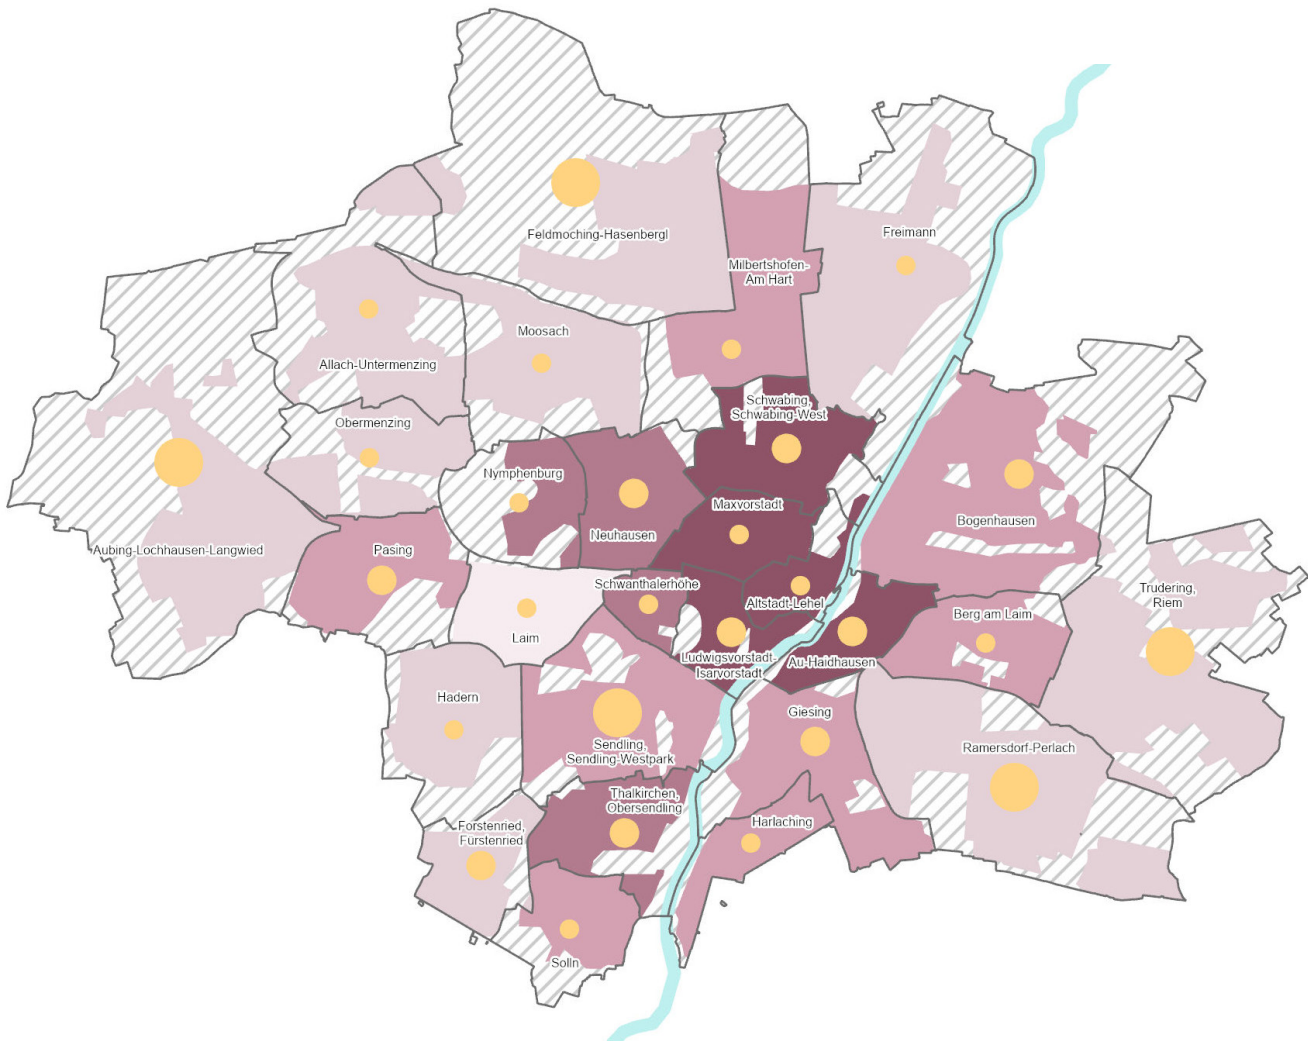 Feldmoching-Hasenbergl
Freimann
Milbertshofen-
Am Hart
Moosach
Allach-Untermenzing
Schwabing,
Schwabing-West
Obermenzing
Nymphenburg
Maxvorstadt
Bogenhausen
Neuhausen
Aubing-Lochhausen-Langwied
Pasing
Schwanthalerhöhe
Trudering,
Riem
Altstadt-Lehel
Berg am Laim
Laim
Ludwigsvorstadt-
Isarvorstadt
Au-Haidhausen
Hadern
Giesing
Sendling,
Sendling-Westpark
Ramersdorf-Perlach
Thalkirchen,
Obersendling
Harlaching
Forstenried,
Fürstenried
Solln